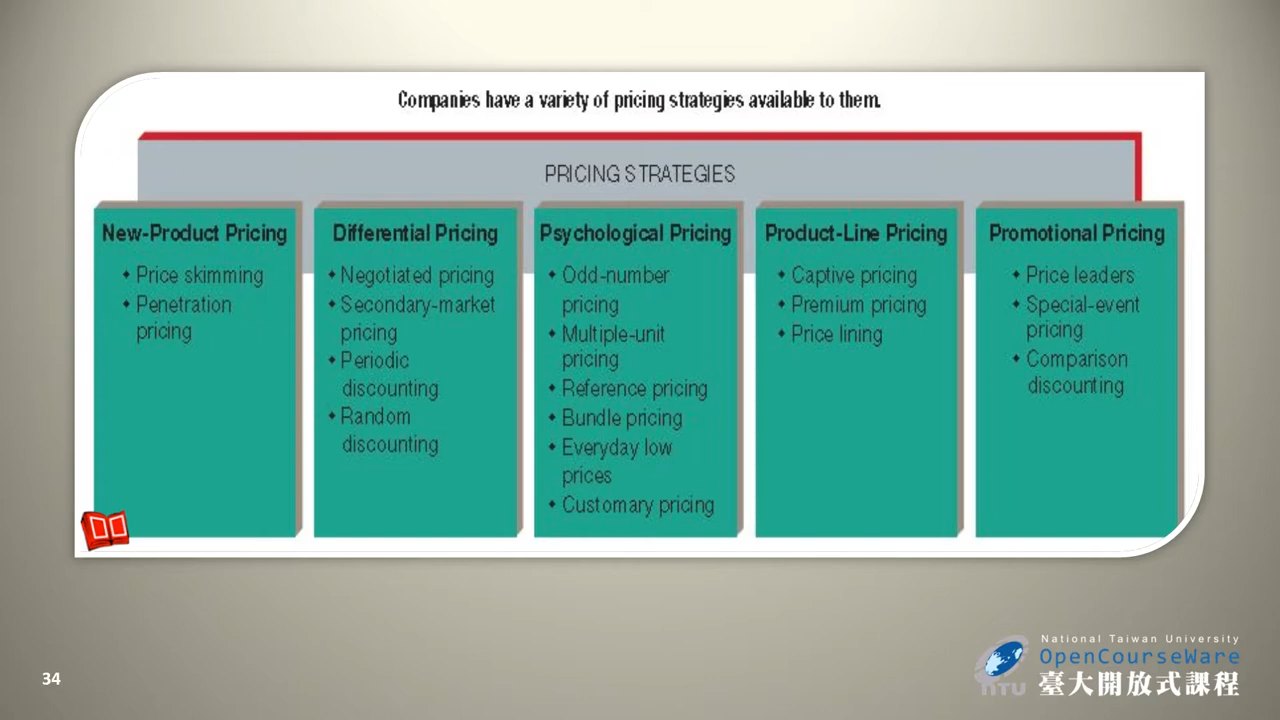 Companies have a variety of pricing strategies available to them.
PRICING STRATEGIES
New-Product Pricing
• Price skimming
• Penetration
pricing
Differential Pricing
• Negotiated pricing
• Secondary-market
pricing
• Periodic
discounting
• Random
discounting
Psychological Pricing
• Odd-number
pricing
• Multiple-unit
pricing
• Reference pricing
• Bundle pricing
• Everyday low
prices
• Customary pricing
Product-Line Pricing
• Captive pricing
• Premium pricing
• Price lining
Promotional Pricing
• Price leaders
• Special-event
pricing
• Comparison
discounting
34
NTU
National Taiwan University
OpenCourseWare
臺大開放式課程